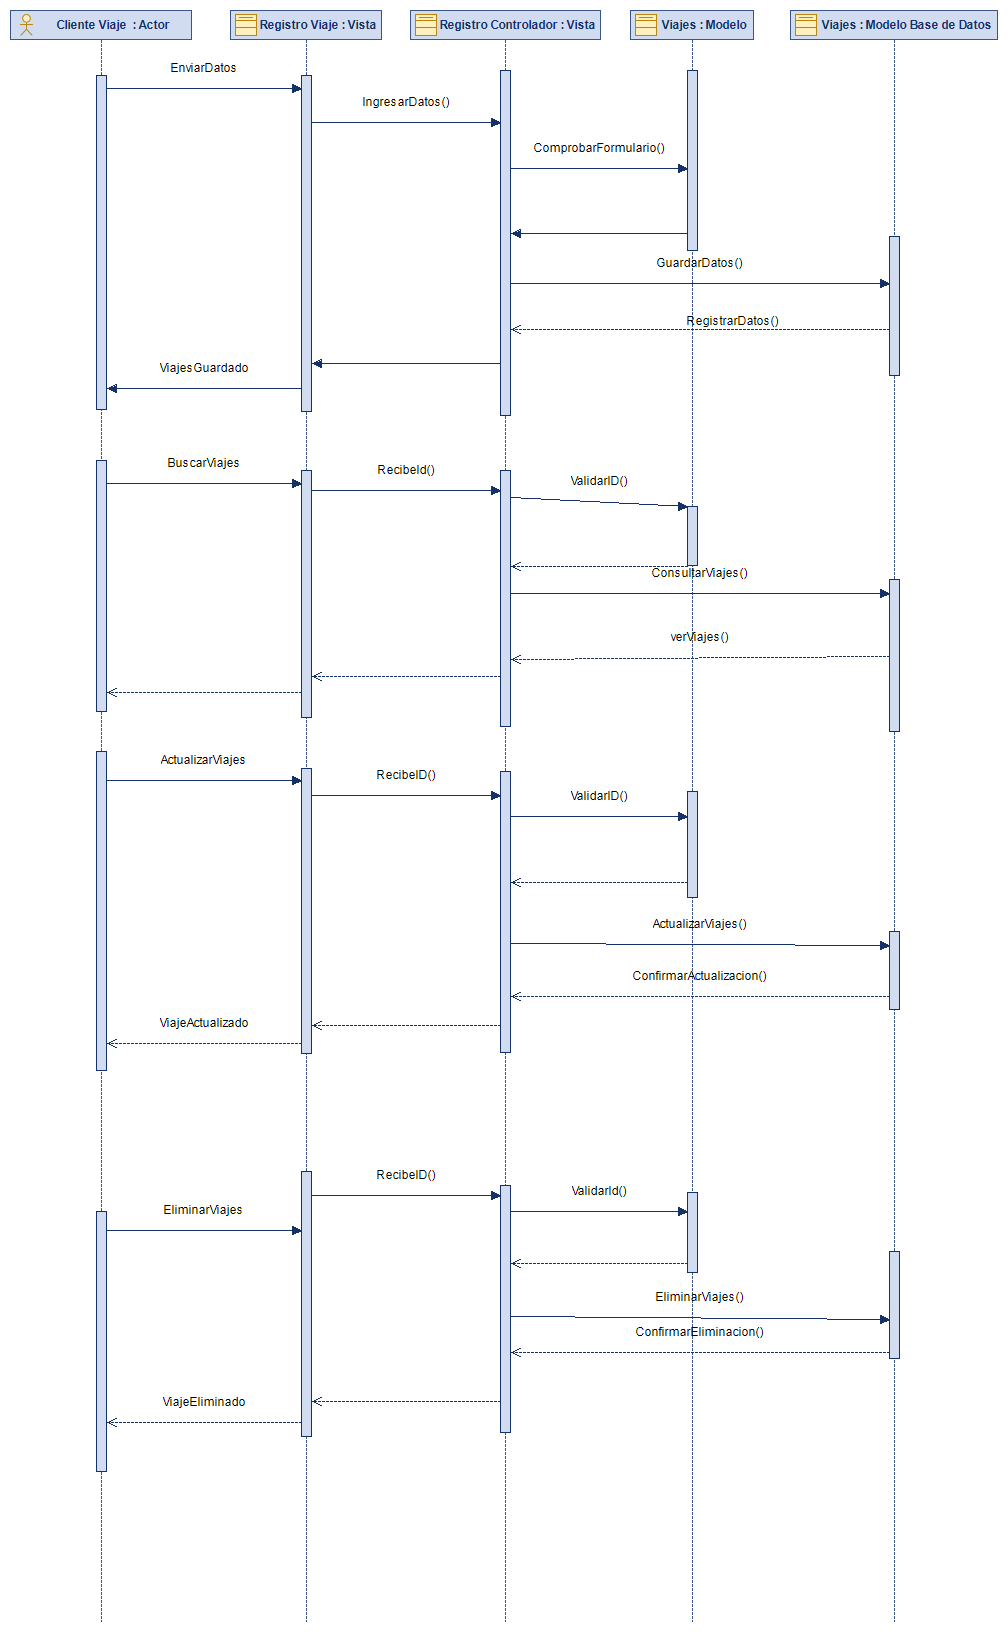 Cliente Viaje  : Actor
Registro Viaje : Vista
Registro Controlador : Vista
Viajes : Modelo
Viajes : Modelo Base de Datos
EnviarDatos
IngresarDatos()
ComprobarFormulario()
GuardarDatos()
RegistrarDatos()
ViajesGuardado
BuscarViajes
RecibeId()
ValidarID()
ConsultarViajes()
verViajes()
ActualizarViajes
RecibeID()
ValidarID()
ActualizarViajes()
ConfirmarActualizacion()
ViajeActualizado
RecibeID()
ValidarId()
EliminarViajes
EliminarViajes()
ConfirmarEliminacion()
ViajeEliminado